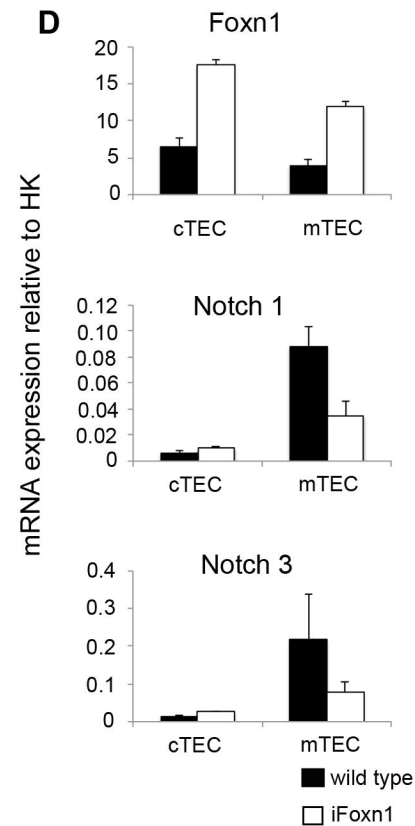 D
Foxn1
mRNA expression relative to HK
20
15
10
5
0
cTEC mTEC
Notch 1
0.12
0.10
0.08
0.06
0.04
0.02
0
cTEC mTEC
Notch 3
0.4
0.3
0.2
0.1
0
cTEC mTEC
wild type
iFoxn1